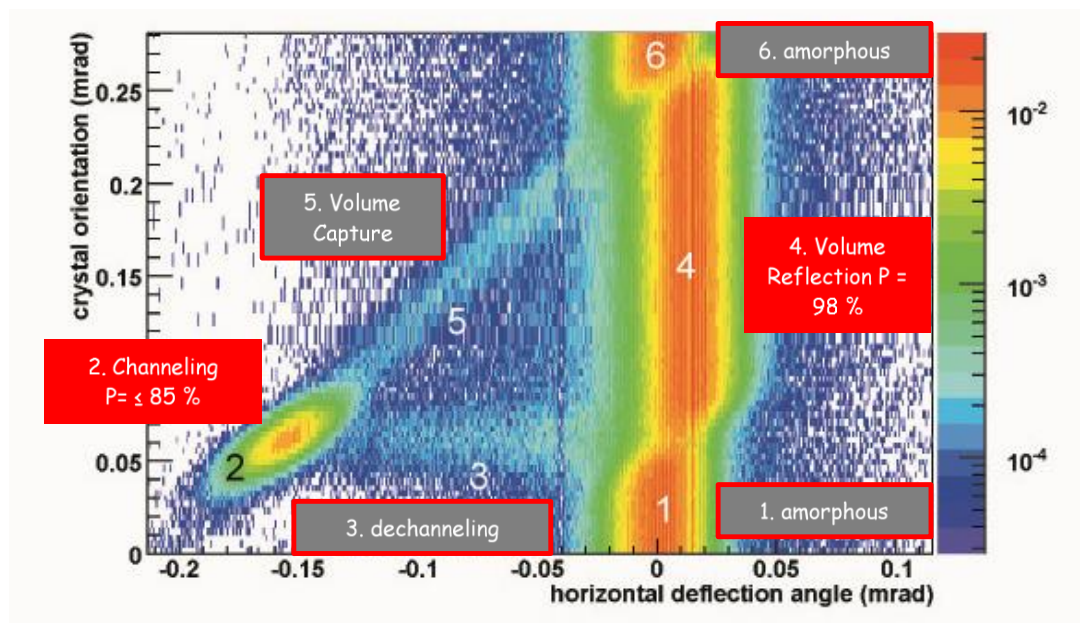 crystal orientation (mrad)
0.25
0.2
0.15
0.05
0
-0.2
-0.15
-0.1
-0.05
0
0.05
0.1
horizontal deflection angle (mrad)
10-2
10-3
10-4
6
6. amorphous
5. Volume
Capture
4
4. Volume
Reflection P =
98 %
5
2. Channeling
P= ≤ 85 %
2
3
3. dechanneling
1
1. amorphous